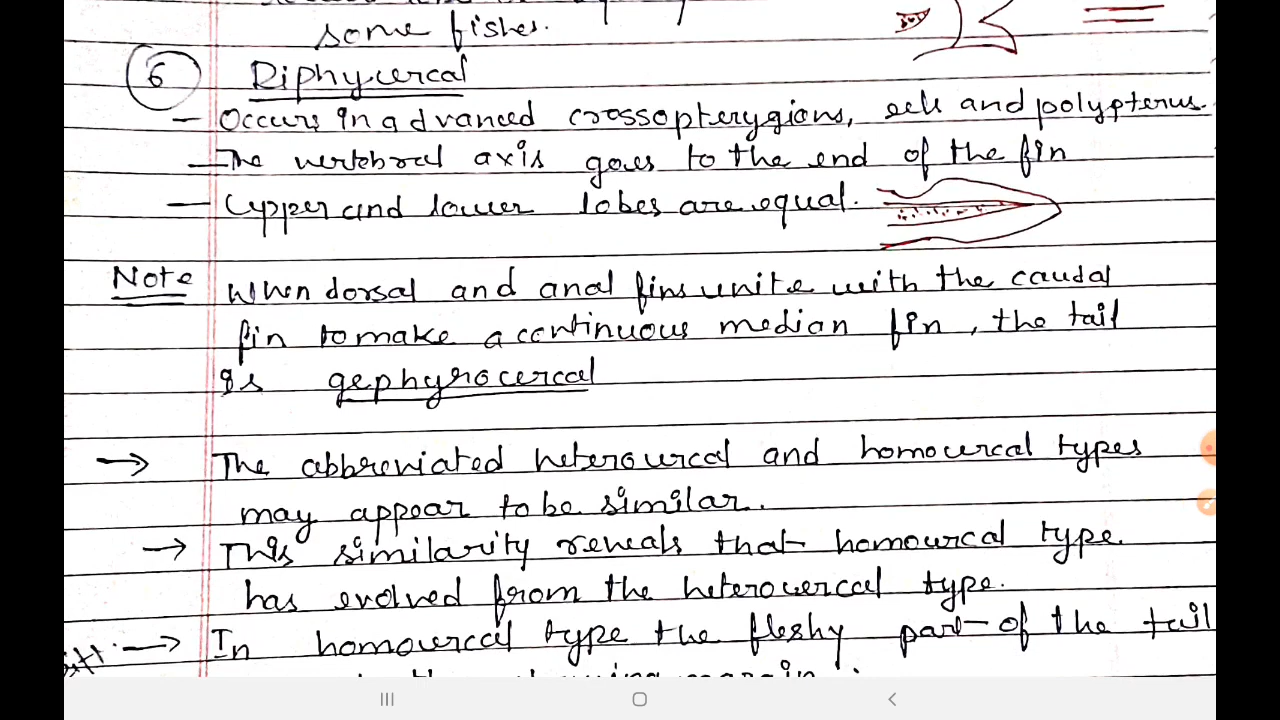 some fishes.
6 Diphycercal
- Occurs in advanced crossopterygions, eels and polypterus
- The vertebral axis goes to the end of the fin
- Upper and lower lobes are equal.
Note When dorsal and anal fins unite with the caudal
fin to make a continuous median fin, the tail
is gephyrocercal
→ The abbreviated heterocercal and homocercal types
may appear to be similar.
→ This similarity reveals that homocercal type
has evolved from the heterocercal type.
→ In homocercal type the fleshy part of the tail
margin